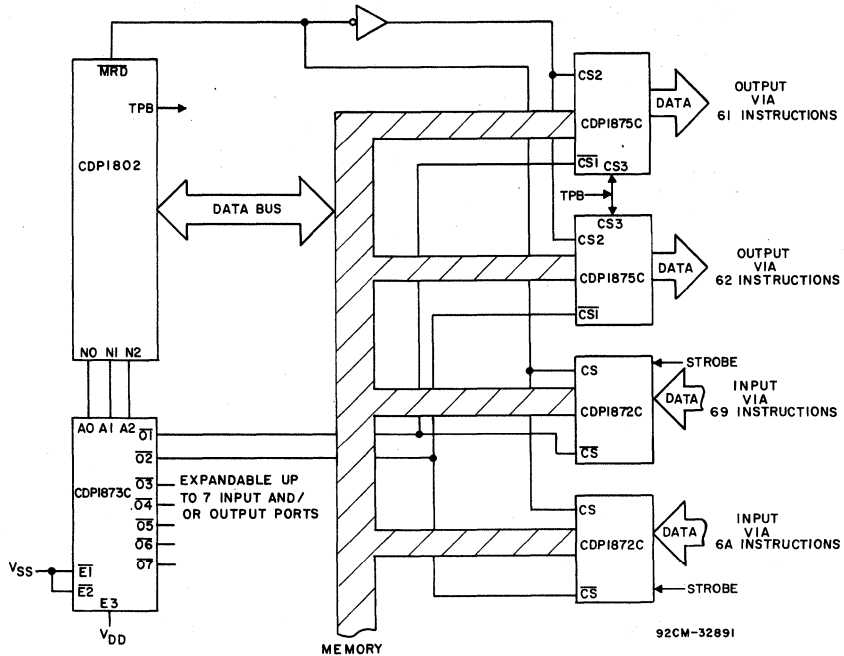 MRD
TPB
CDP1802
DATA BUS
N0 N1 N2
A0 A1 A2
O1
O2
O3
O4
O5
O6
O7
CDP1873C
EXPANDABLE UP
TO 7 INPUT AND/
OR OUTPUT PORTS
VSS
E1
E2
E3
VDD
MEMORY
CS2
CDP1875C
CS1
CS3
DATA
OUTPUT
VIA
61 INSTRUCTIONS
TPB
CS3
CS2
CDP1875C
CS1
DATA
OUTPUT
VIA
62 INSTRUCTIONS
CS
CDP1872C
CS
STROBE
DATA
INPUT
VIA
69 INSTRUCTIONS
CS
CDP1872C
CS
DATA
INPUT
VIA
6A INSTRUCTIONS
STROBE
92CM-32891